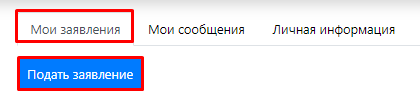 Мои заявления Мои сообщения Личная информация
Подать заявление